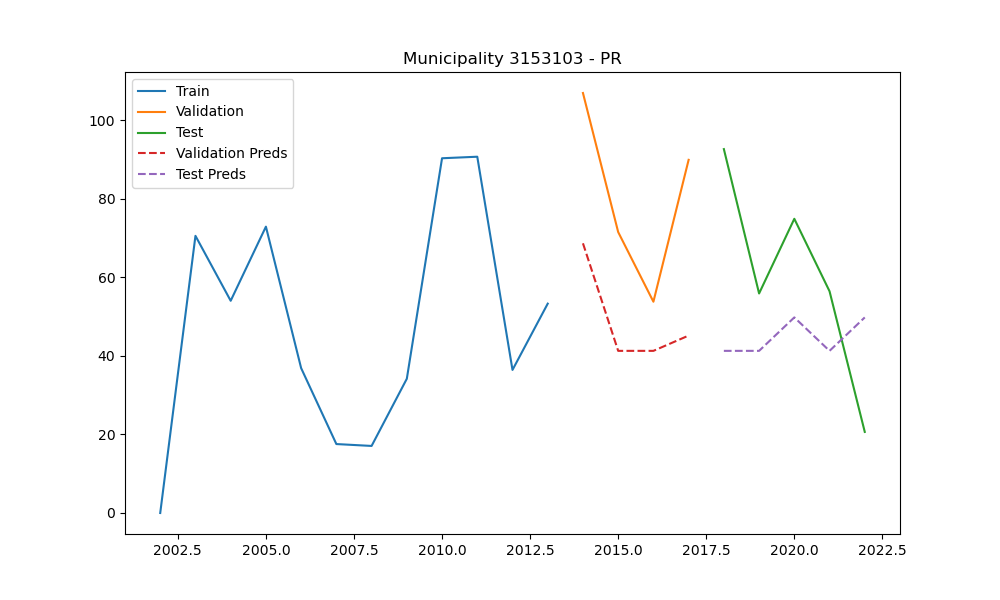 Municipality 3153103 - PR
Train
Validation
Test
Validation Preds
Test Preds
100
80
60
40
20
0
2002.5 2005.0 2007.5 2010.0 2012.5 2015.0 2017.5 2020.0 2022.5